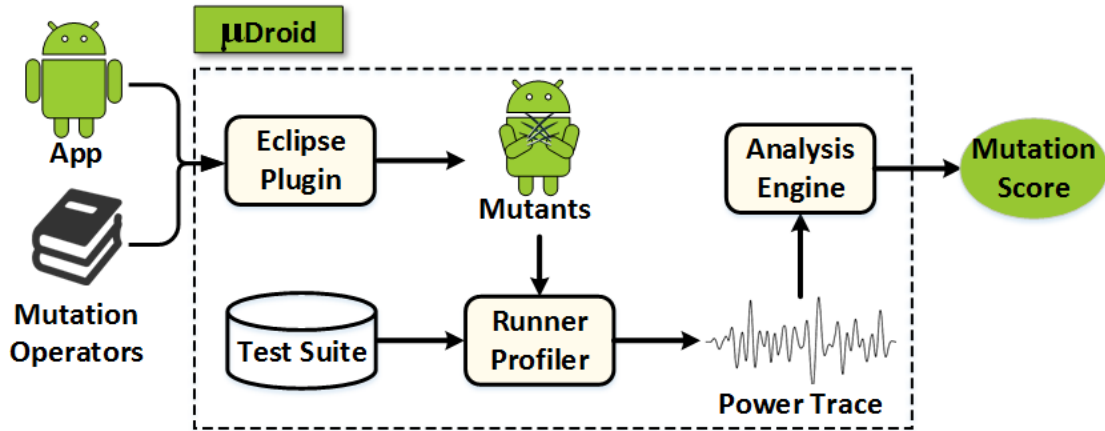 μDroid
App
Mutation
Operators
Eclipse
Plugin
Mutants
Test Suite
Runner
Profiler
Power Trace
Analysis
Engine
Mutation
Score